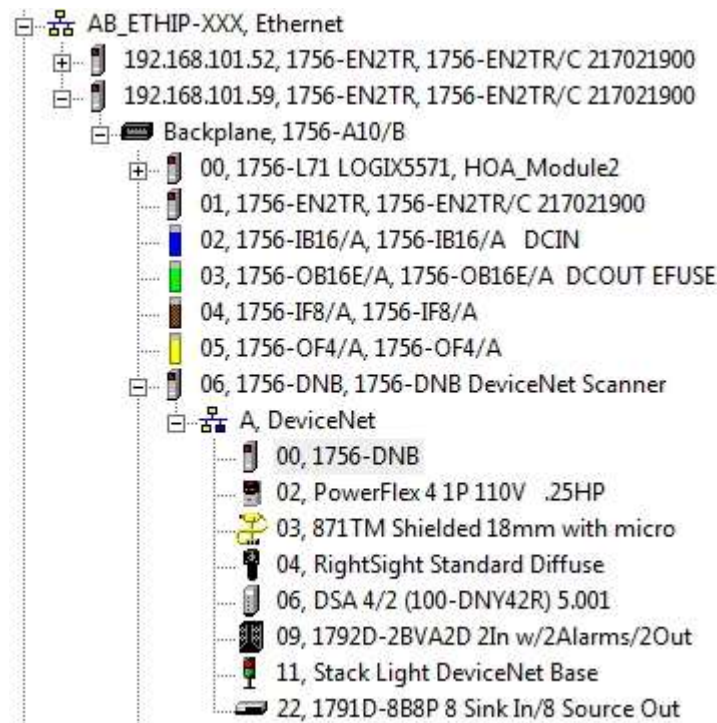 AB_ETHIP-XXX, Ethernet
192.168.101.52, 1756-EN2TR, 1756-EN2TR/C 217021900
192.168.101.59, 1756-EN2TR, 1756-EN2TR/C 217021900
Backplane, 1756-A10/B
00, 1756-L71 LOGIX5571, HOA_Module2
01, 1756-EN2TR, 1756-EN2TR/C 217021900
02, 1756-IB16/A, 1756-IB16/A   DCIN
03, 1756-OB16E/A, 1756-OB16E/A  DCOUT EFUSE
04, 1756-IF8/A, 1756-IF8/A
05, 1756-OF4/A, 1756-OF4/A
06, 1756-DNB, 1756-DNB DeviceNet Scanner
A, DeviceNet
00, 1756-DNB
02, PowerFlex 4 1P 110V   .25HP
03, 871TM Shielded 18mm with micro
04, RightSight Standard Diffuse
06, DSA 4/2 (100-DNY42R) 5.001
09, 1792D-2BVA2D 2In w/2Alarms/2Out
11, Stack Light DeviceNet Base
22, 1791D-8B8P 8 Sink In/8 Source Out